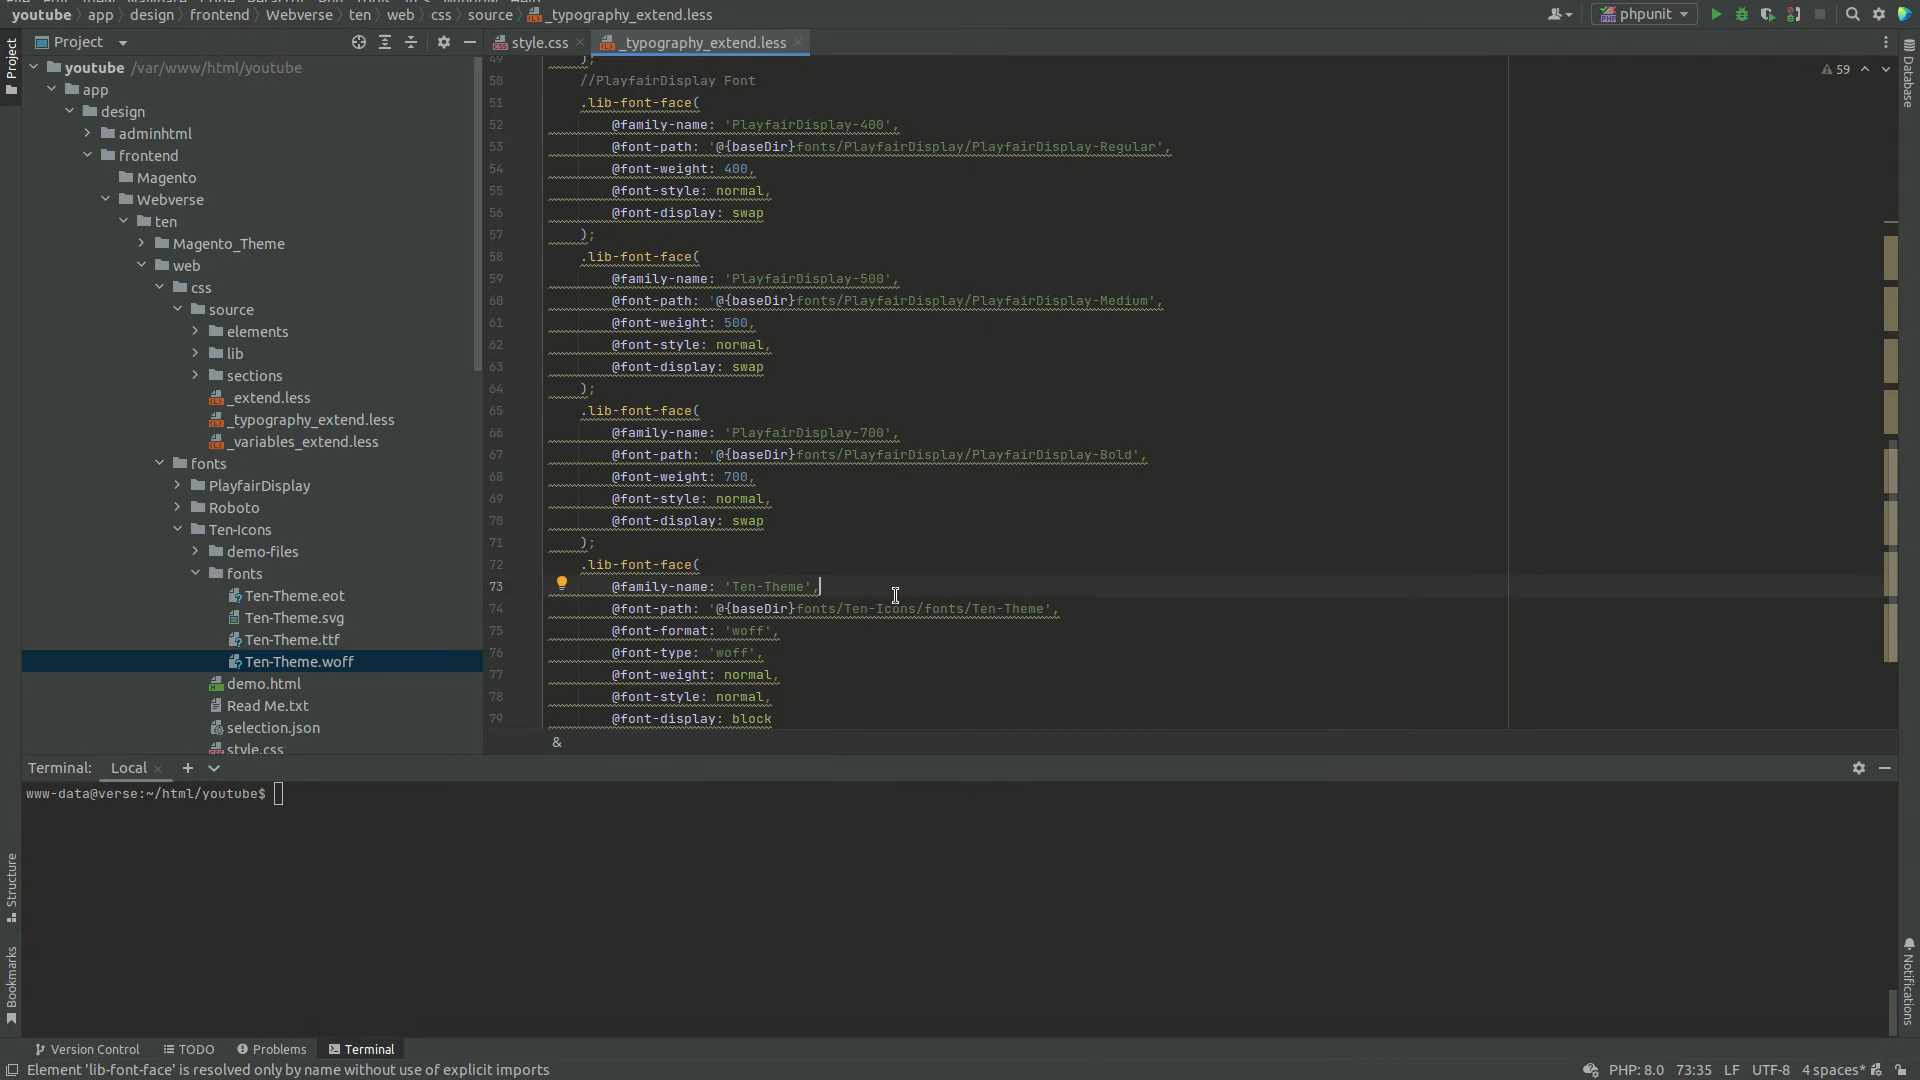 youtube app design frontend Webverse ten web css source _typography_extend.less phpunit
Project style.css _typography_extend.less
Project
Structure
Bookmarks
youtube /var/www/html/youtube
app
design
adminhtml
frontend
Magento
Webverse
ten
Magento_Theme
web
css
source
elements
lib
sections
_extend.less
_typography_extend.less
_variables_extend.less
fonts
PlayfairDisplay
Roboto
Ten-Icons
demo-files
fonts
Ten-Theme.eot
Ten-Theme.svg
Ten-Theme.ttf
Ten-Theme.woff
demo.html
Read Me.txt
selection.json
style.css
59
49 );
50 //PlayfairDisplay Font
51 .lib-font-face(
52 @family-name: 'PlayfairDisplay-400',
53 @font-path: '@{baseDir}fonts/PlayfairDisplay/PlayfairDisplay-Regular',
54 @font-weight: 400,
55 @font-style: normal,
56 @font-display: swap
57 );
58 .lib-font-face(
59 @family-name: 'PlayfairDisplay-500',
60 @font-path: '@{baseDir}fonts/PlayfairDisplay/PlayfairDisplay-Medium',
61 @font-weight: 500,
62 @font-style: normal,
63 @font-display: swap
64 );
65 .lib-font-face(
66 @family-name: 'PlayfairDisplay-700',
67 @font-path: '@{baseDir}fonts/PlayfairDisplay/PlayfairDisplay-Bold',
68 @font-weight: 700,
69 @font-style: normal,
70 @font-display: swap
71 );
72 .lib-font-face(
73 @family-name: 'Ten-Theme',
74 @font-path: '@{baseDir}fonts/Ten-Icons/fonts/Ten-Theme',
75 @font-format: 'woff',
76 @font-type: 'woff',
77 @font-weight: normal,
78 @font-style: normal,
79 @font-display: block
&
Database
Notifications
Terminal: Local
www-data@verse:~/html/youtube$
Version Control TODO Problems Terminal
Element 'lib-font-face' is resolved only by name without use of explicit imports PHP: 8.0 73:35 LF UTF-8 4 spaces*